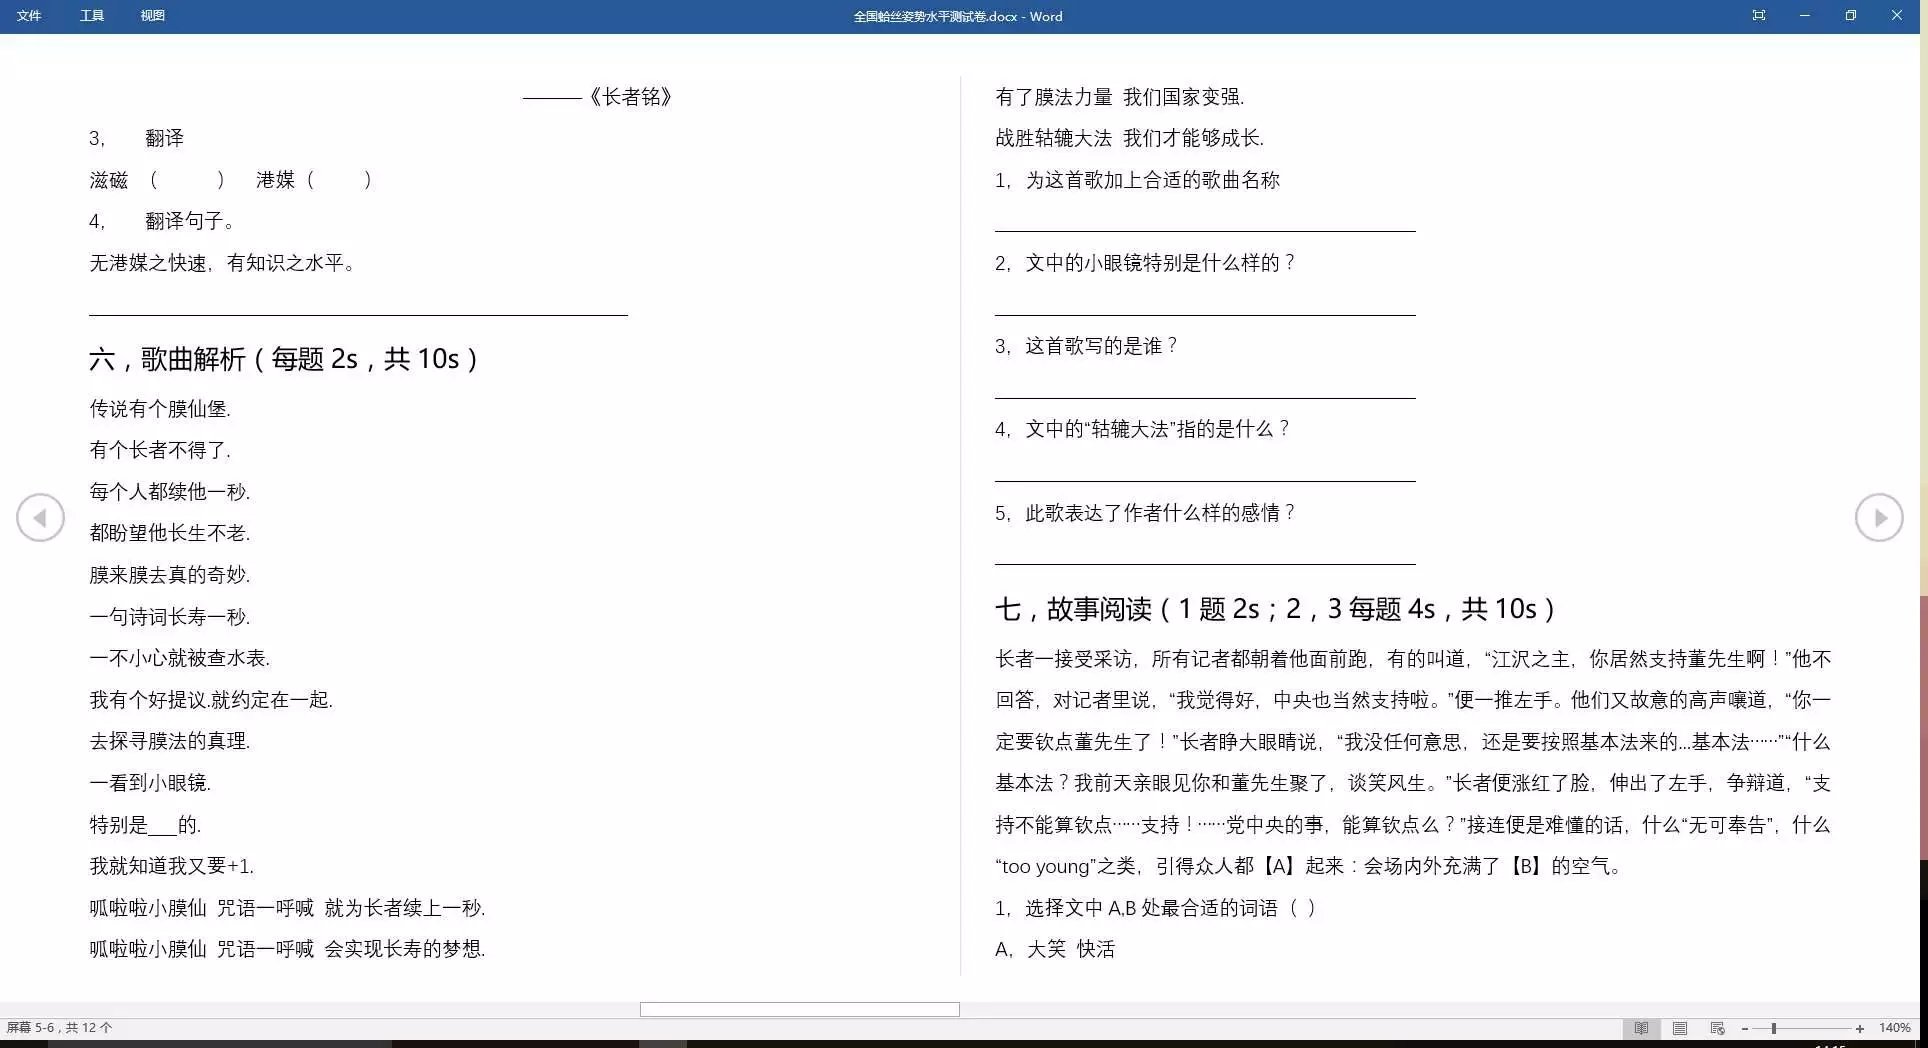 文件 工具 视图
全国蛤丝姿势水平测试卷.docx - Word
———《长者铭》
3, 翻译
滋磁 （ ） 港媒（ ）
4, 翻译句子。
无港媒之快速，有知识之水平。
六，歌曲解析（每题 2s，共 10s）
传说有个膜仙堡.
有个长者不得了.
每个人都续他一秒.
都盼望他长生不老.
膜来膜去真的奇妙.
一句诗词长寿一秒.
一不小心就被查水表.
我有个好提议.就约定在一起.
去探寻膜法的真理.
一看到小眼镜.
特别是___的.
我就知道我又要+1.
呱啦啦小膜仙 咒语一呼喊 就为长者续上一秒.
呱啦啦小膜仙 咒语一呼喊 会实现长寿的梦想.
有了膜法力量 我们国家变强.
战胜轱辘大法 我们才能够成长.
1，为这首歌加上合适的歌曲名称
2，文中的小眼镜特别是什么样的？
3，这首歌写的是谁？
4，文中的“轱辘大法”指的是什么？
5，此歌表达了作者什么样的感情？
七，故事阅读（1 题 2s；2，3 每题 4s，共 10s）
长者一接受采访，所有记者都朝着他面前跑，有的叫道，“江沢之主，你居然支持董先生啊！”他不
回答，对记者里说，“我觉得好，中央也当然支持啦。”便一推左手。他们又故意的高声嚷道，“你一
定要钦点董先生了！”长者睁大眼睛说，“我没任何意思，还是要按照基本法来的...基本法……”“什么
基本法？我前天亲眼见你和董先生聚了，谈笑风生。”长者便涨红了脸，伸出了左手，争辩道，“支
持不能算钦点……支持！……党中央的事，能算钦点么？”接连便是难懂的话，什么“无可奉告”，什么
“too young”之类，引得众人都【A】起来：会场内外充满了【B】的空气。
1，选择文中 A,B 处最合适的词语（ ）
A，大笑 快活
屏幕 5-6，共 12 个
140%